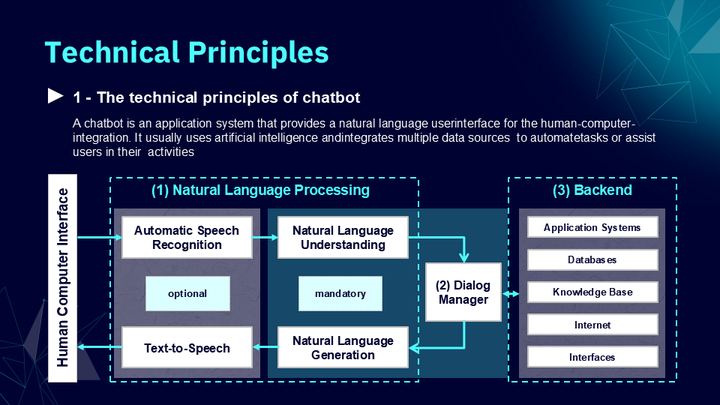 Technical Principles
1 - The technical principles of chatbot
A chatbot is an application system that provides a natural language userinterface for the human-computer-
integration. It usually uses artificial intelligence andintegrates multiple data sources to automatetasks or assist
users in their activities
Human Computer Interface
(1) Natural Language Processing
Automatic Speech
Recognition
Natural Language
Understanding
optional
mandatory
Text-to-Speech
Natural Language
Generation
(2) Dialog
Manager
(3) Backend
Application Systems
Databases
Knowledge Base
Internet
Interfaces